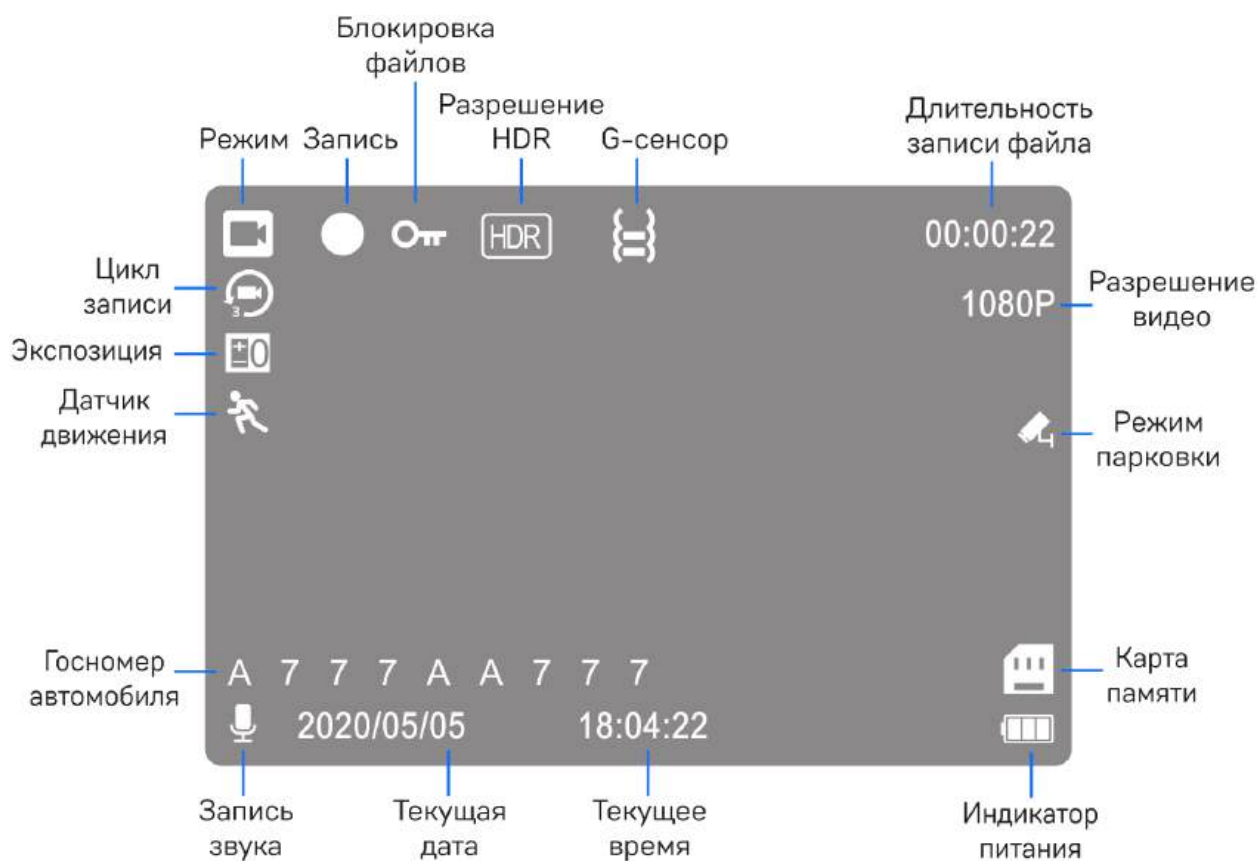 Блокировка
файлов
Режим
Запись
Разрешение
HDR
G-сенсор
Длительность
записи файла
HDR
00:00:22
Цикл
записи
3
1080P
Разрешение
видео
Экспозиция
+ 0
Датчик
движения
Режим
парковки
Госномер
автомобиля
А 7 7 7 А А 7 7 7
Карта
памяти
2020/05/05
18:04:22
Запись
звука
Текущая
дата
Текущее
время
Индикатор
питания